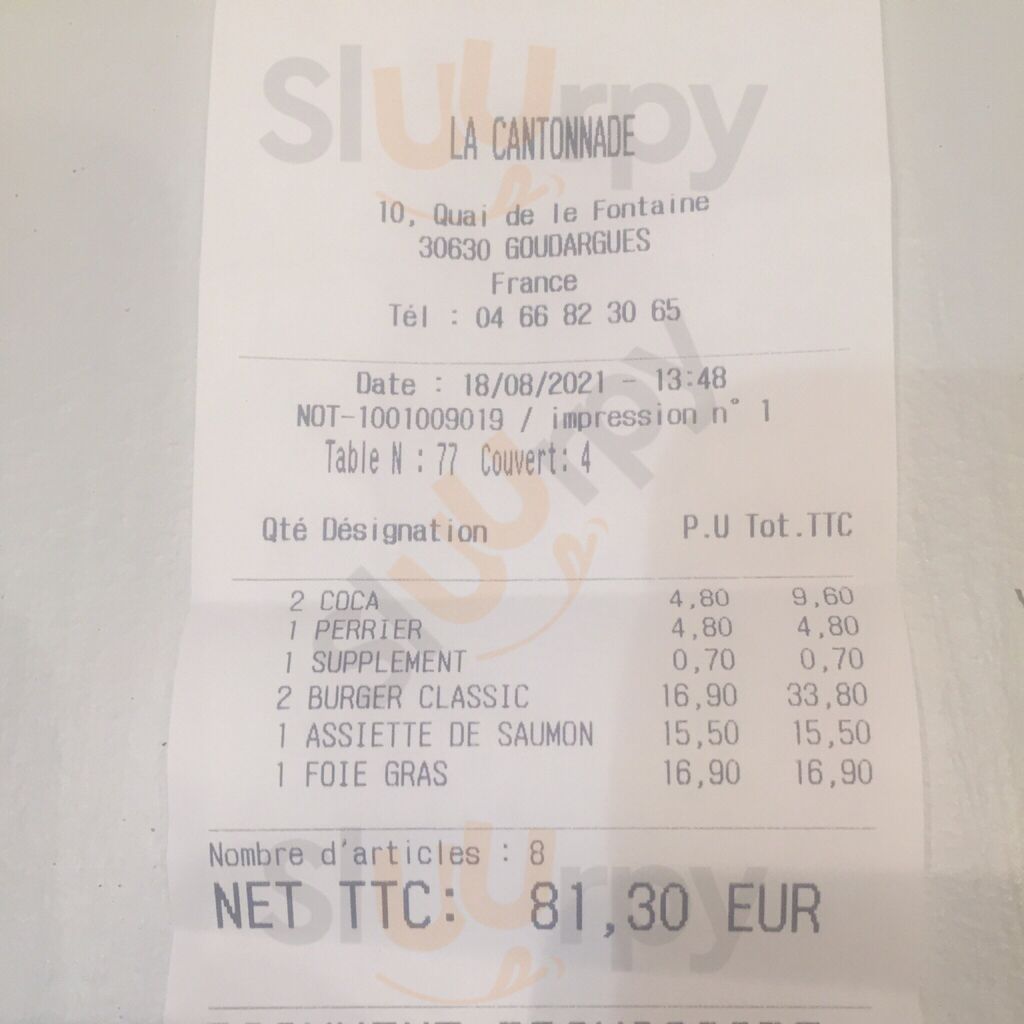 Sluurpy
LA CANTONNADE
10, Quai de le Fontaine
30630 GOUDARGUES
France
Tél : 04 66 82 30 65
Date : 18/08/2021 - 13:48
NOT-1001009019 / impression n° 1
Table N : 77 Couvert: 4
Sluurpy
Qté Désignation P.U Tot.TTC
2 COCA 4,80 9,60
1 PERRIER 4,80 4,80
1 SUPPLEMENT 0,70 0,70
2 BURGER CLASSIC 16,90 33,80
1 ASSIETTE DE SAUMON 15,50 15,50
1 FOIE GRAS 16,90 16,90
Nombre d'articles : 8
NET TTC: 81,30 EUR
Sluurpy